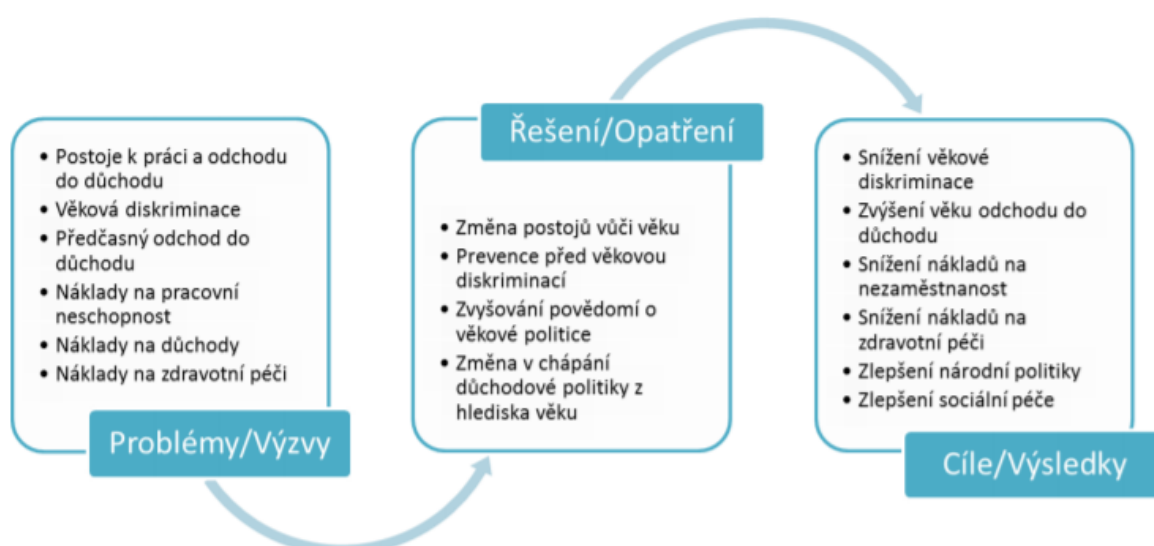 • Postoje k práci a odchodu
do důchodu
• Věková diskriminace
• Předčasný odchod do
důchodu
• Náklady na pracovní
neschopnost
• Náklady na důchody
• Náklady na zdravotní péči
Problémy/Výzvy
Řešení/Opatření
• Změna postojů vůči věku
• Prevence před věkovou
diskriminací
• Zvyšování povědomí o
věkové politice
• Změna v chápání
důchodové politiky z
hlediska věku
• Snížení věkové
diskriminace
• Zvýšení věku odchodu do
důchodu
• Snížení nákladů na
nezaměstnanost
• Snížení nákladů na
zdravotní péči
• Zlepšení národní politiky
• Zlepšení sociální péče
Cíle/Výsledky